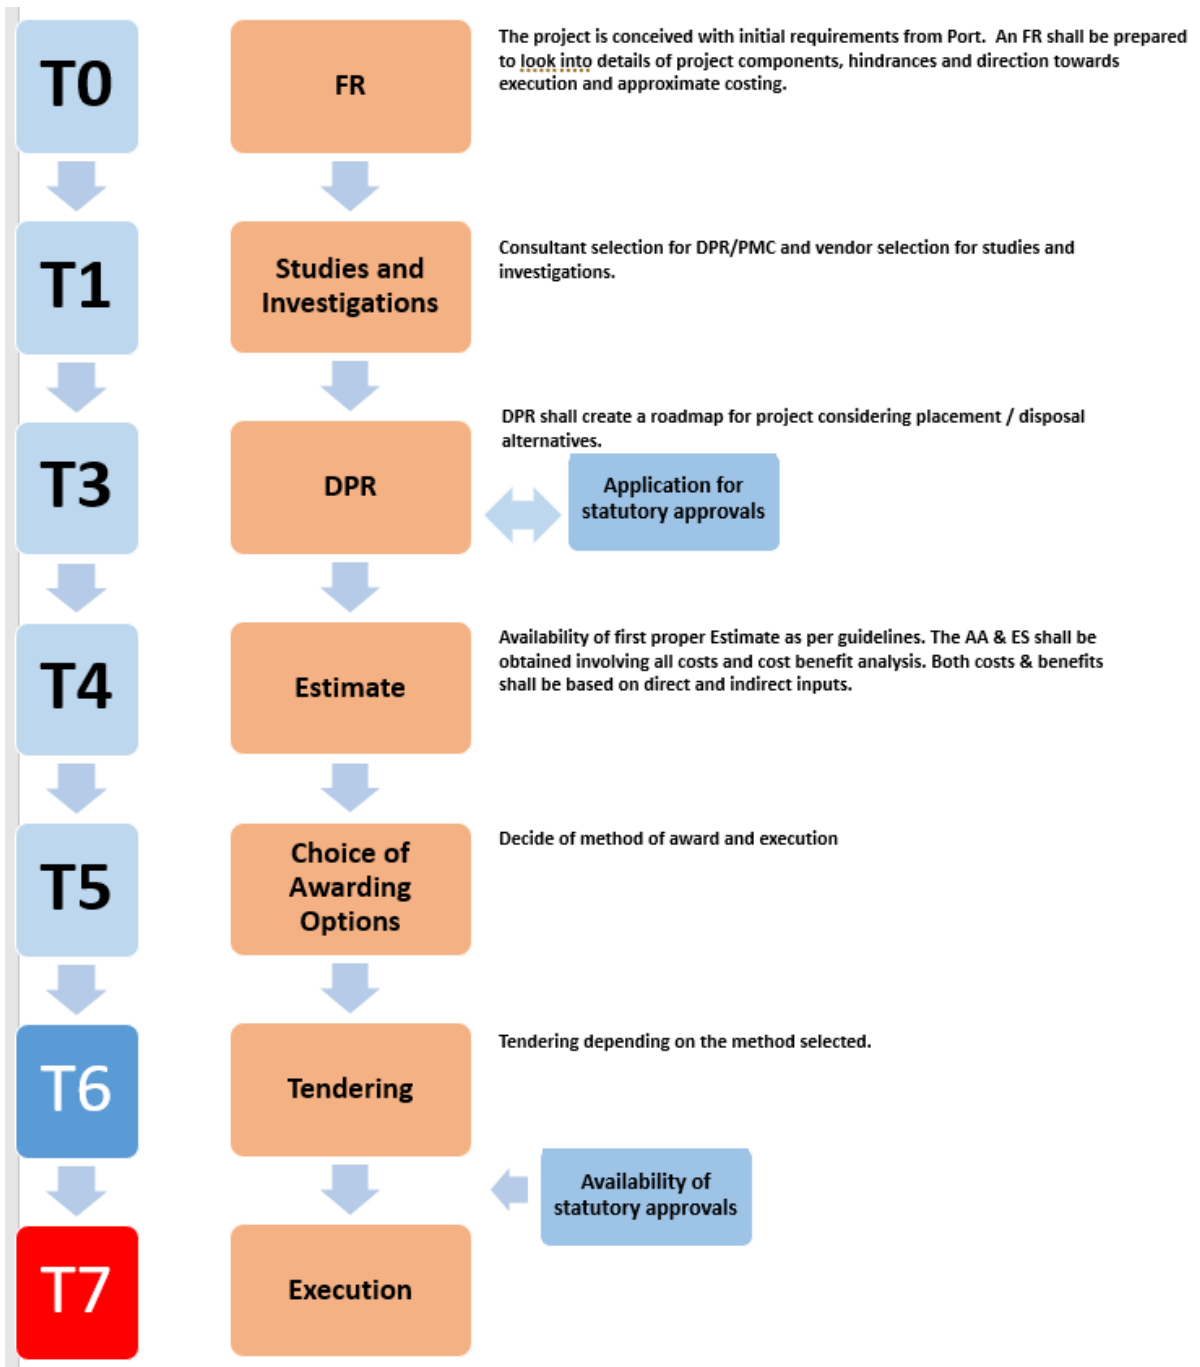 T0
FR
The project is conceived with initial requirements from Port.  An FR shall be prepared
to look into details of project components, hindrances and direction towards
execution and approximate costing.
T1
Studies and
Investigations
Consultant selection for DPR/PMC and vendor selection for studies and
investigations.
T3
DPR
DPR shall create a roadmap for project considering placement / disposal
alternatives.
Application for
statutory approvals
T4
Estimate
Availability of first proper Estimate as per guidelines. The AA & ES shall be
obtained involving all costs and cost benefit analysis. Both costs & benefits
shall be based on direct and indirect inputs.
T5
Choice of
Awarding
Options
Decide of method of award and execution
T6
Tendering
Tendering depending on the method selected.
Availability of
statutory approvals
T7
Execution